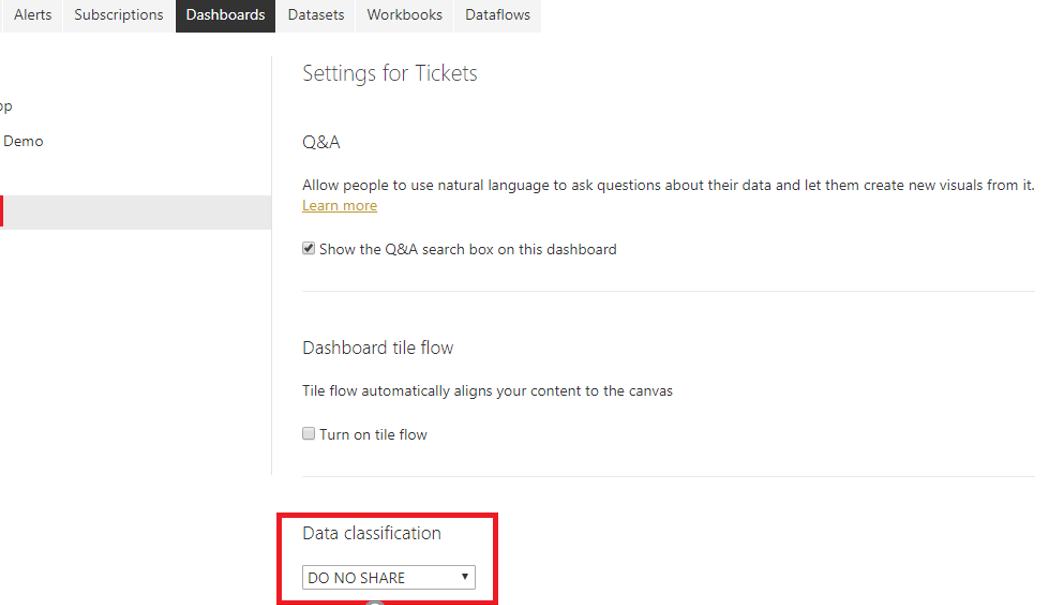 Alerts Subscriptions Dashboards Datasets Workbooks Dataflows
Settings for Tickets
Demo
Q&A
Allow people to use natural language to ask questions about their data and let them create new visuals from it.
Learn more
Show the Q&A search box on this dashboard
Dashboard tile flow
Tile flow automatically aligns your content to the canvas
Turn on tile flow
Data classification
DO NO SHARE